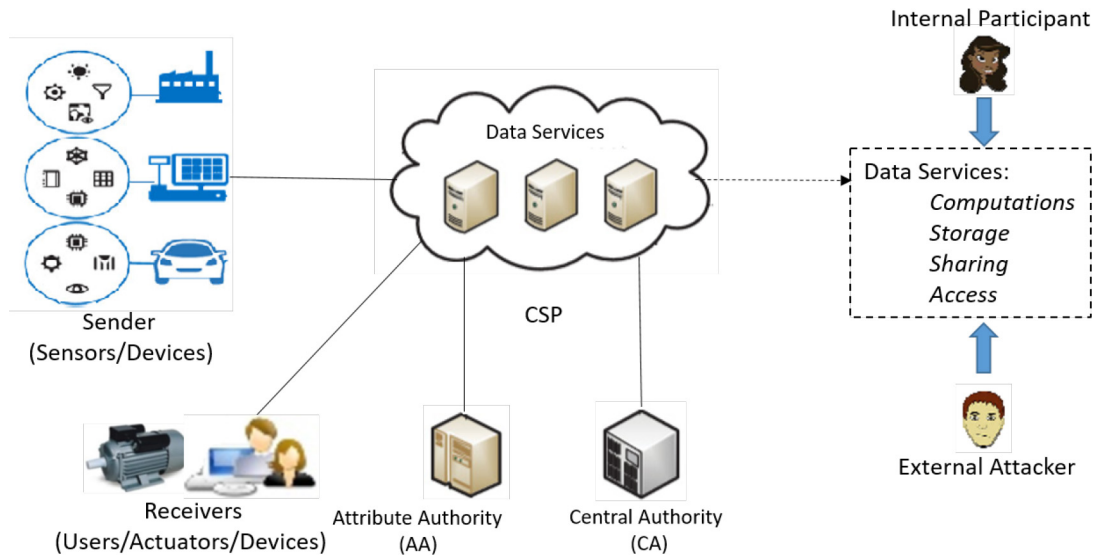 Internal Participant
Data Services
Data Services:
Computations
Storage
Sharing
Access
CSP
Sender
(Sensors/Devices)
External Attacker
Receivers
(Users/Actuators/Devices)
Attribute Authority
(AA)
Central Authority
(CA)